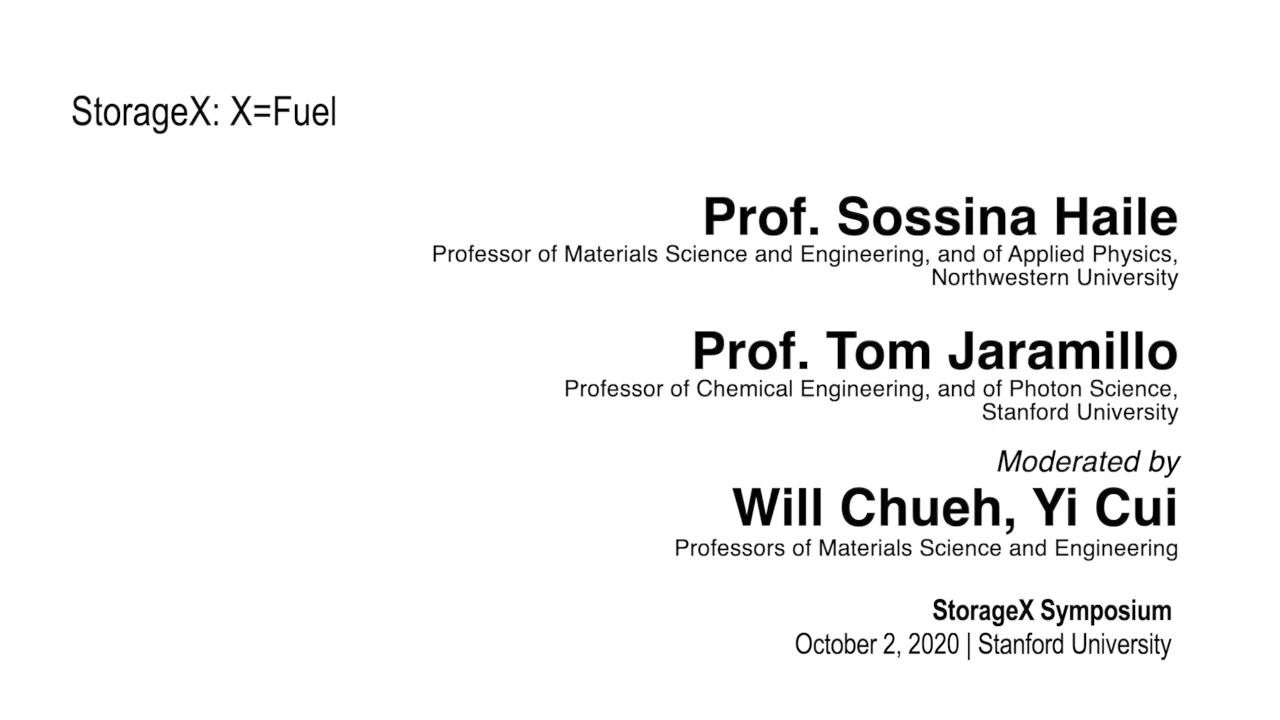 StorageX: X=Fuel
Prof. Sossina Haile
Professor of Materials Science and Engineering, and of Applied Physics,
Northwestern University
Prof. Tom Jaramillo
Professor of Chemical Engineering, and of Photon Science,
Stanford University
Moderated by
Will Chueh, Yi Cui
Professors of Materials Science and Engineering
StorageX Symposium
October 2, 2020 | Stanford University